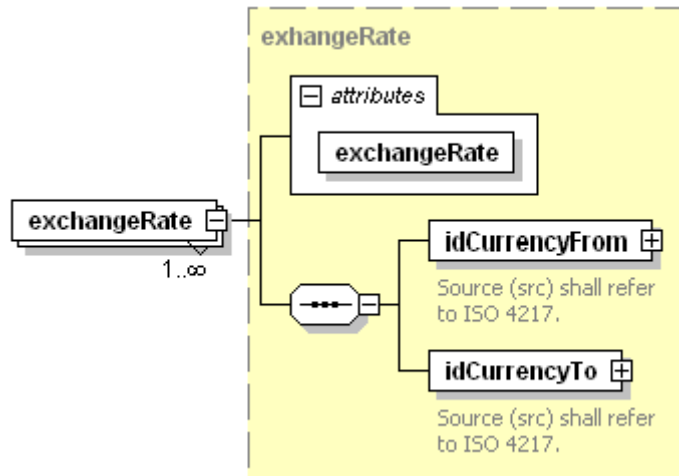 exhangeRate
attributes
exchangeRate
exchangeRate
1..∞
idCurrencyFrom
Source (src) shall refer
to ISO 4217.
idCurrencyTo
Source (src) shall refer
to ISO 4217.